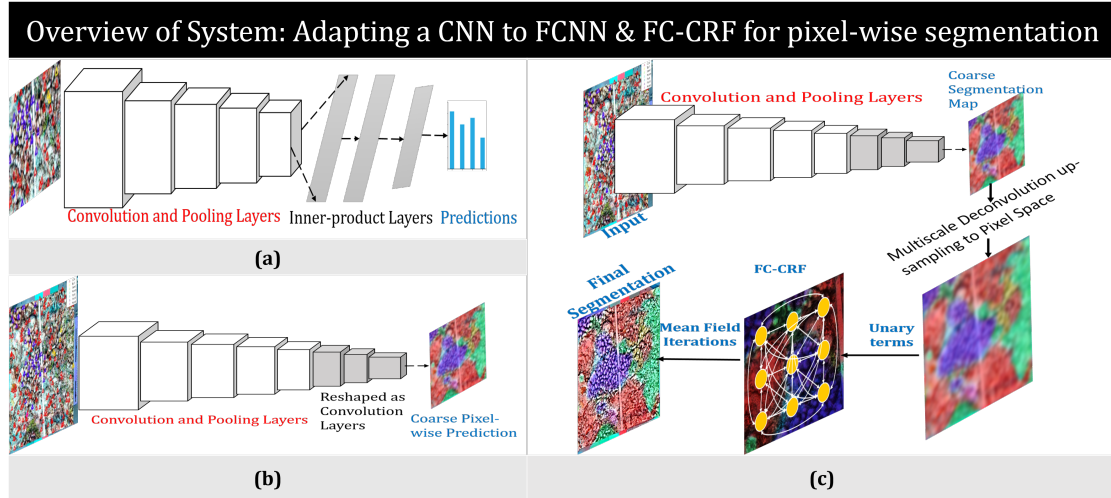 Overview of System: Adapting a CNN to FCNN & FC-CRF for pixel-wise segmentation
Convolution and Pooling Layers
Inner-product Layers
Predictions
(a)
Convolution and Pooling Layers
Reshaped as
Convolution
Layers
Coarse Pixel-
wise Prediction
(b)
Input
Convolution and Pooling Layers
Coarse
Segmentation
Map
Multiscale Deconvolution up-
sampling to Pixel Space
Unary
terms
FC-CRF
Mean Field
Iterations
Final
Segmentation
(c)